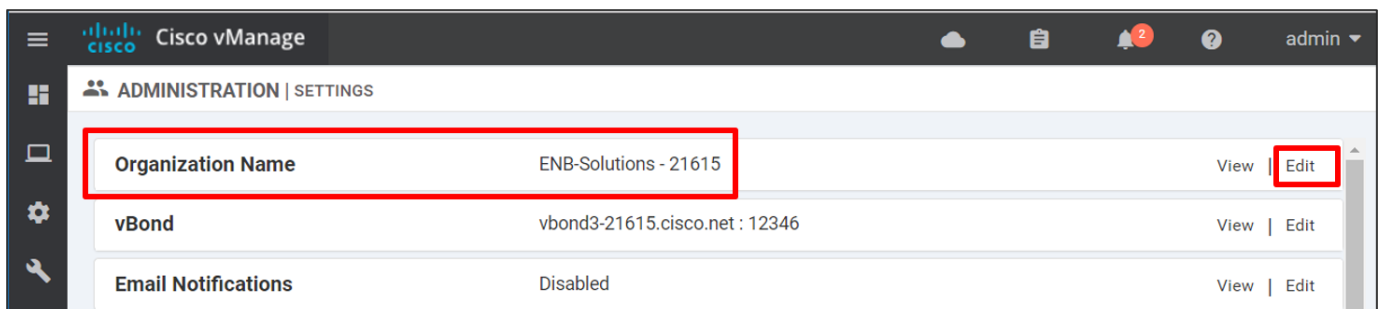 cisco Cisco vManage 2 ? admin
ADMINISTRATION | SETTINGS
Organization Name ENB-Solutions - 21615 View | Edit
vBond vbond3-21615.cisco.net : 12346 View | Edit
Email Notifications Disabled View | Edit